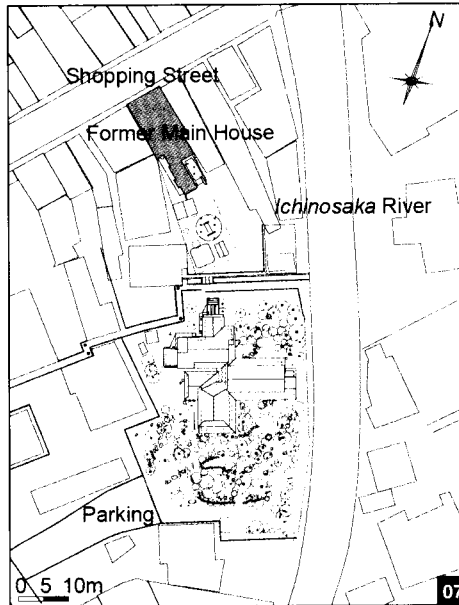 N
Shopping Street
Former Main House
Ichinosaka River
Parking
0 5 10m
07